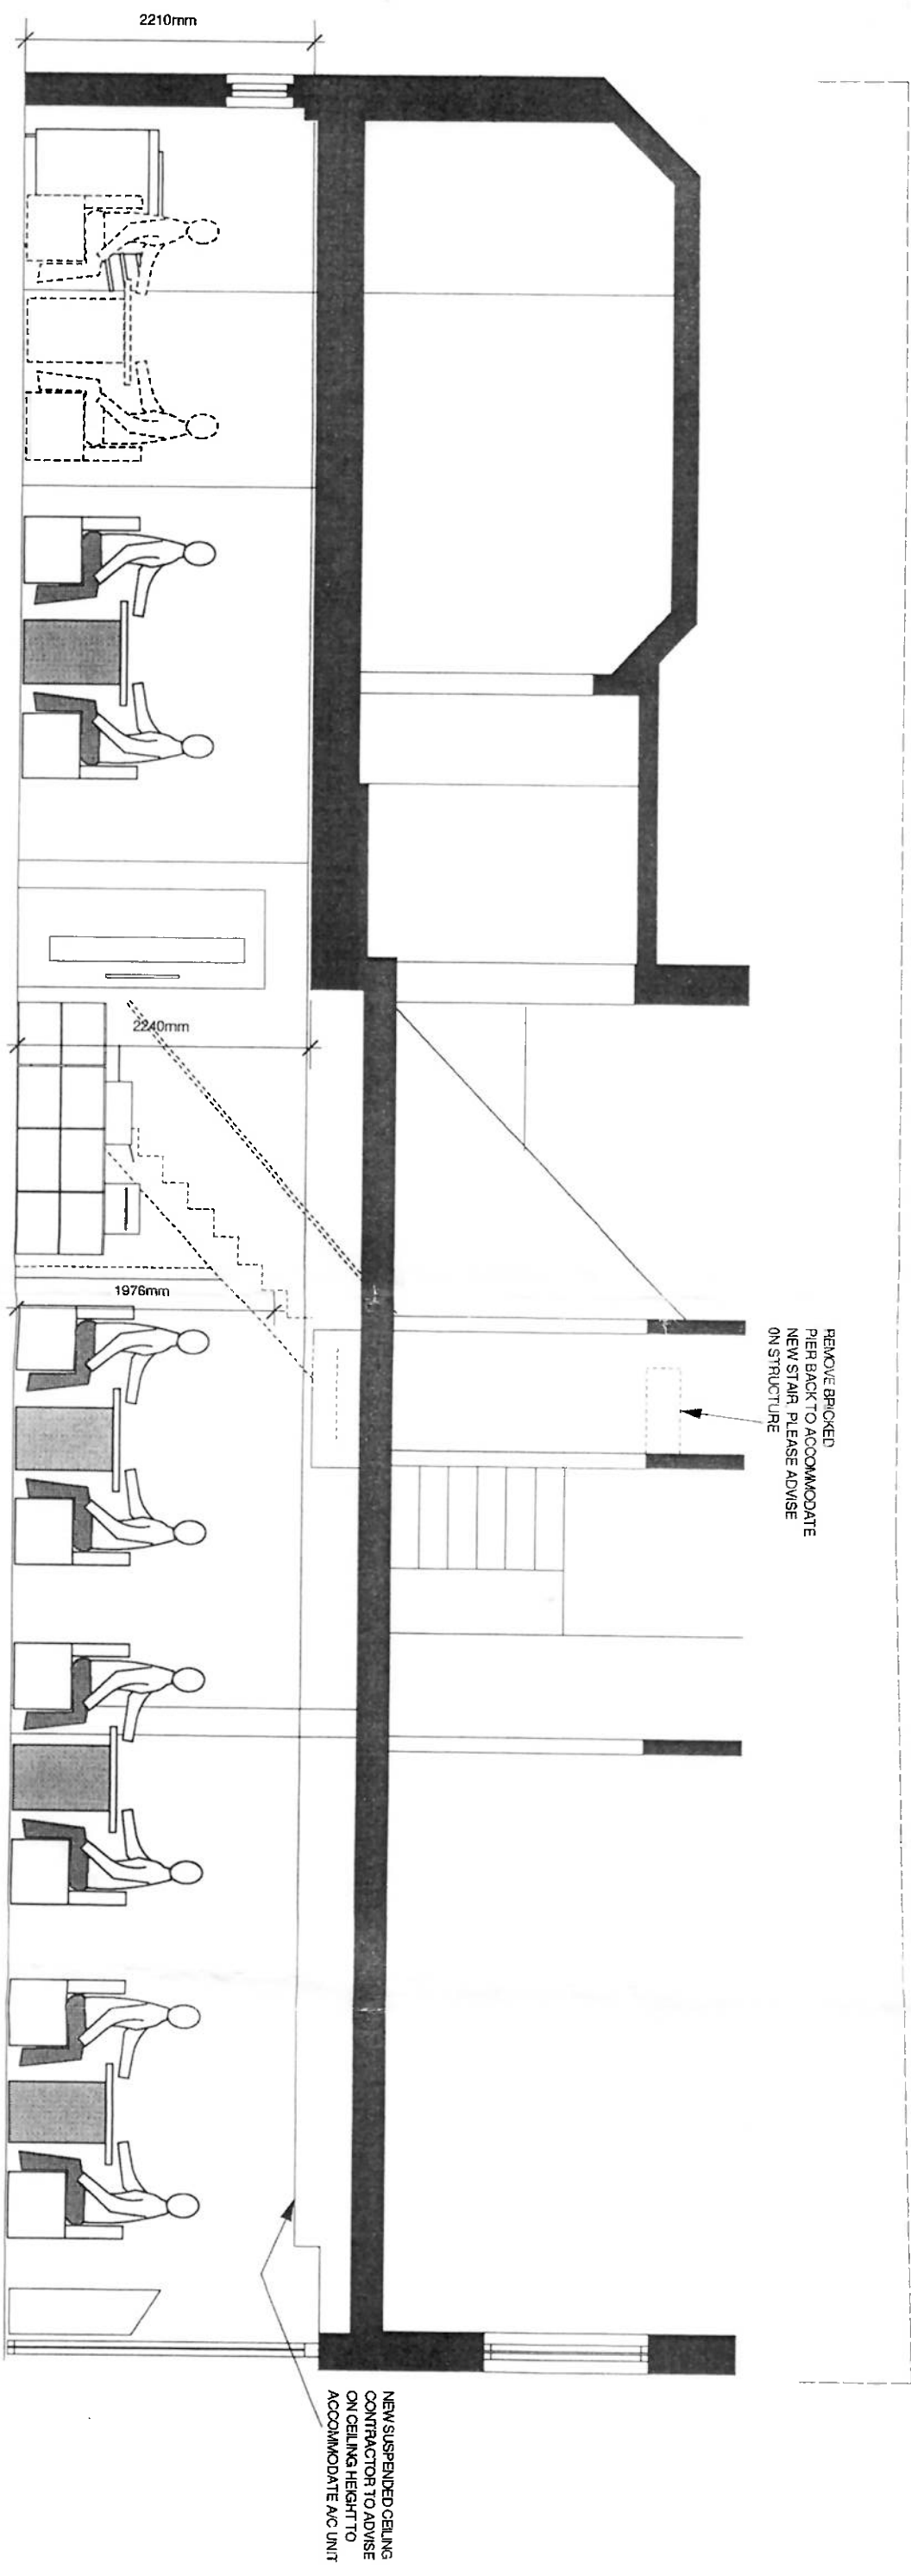 2210mm
2240mm
1976mm
REMOVE BRICKED
PIER BACK TO ACCOMMODATE
NEW STAIR. PLEASE ADVISE
ON STRUCTURE
NEW SUSPENDED CEILING
CONTRACTOR TO ADVISE
ON CEILING HEIGHT TO
ACCOMMODATE A/C UNIT